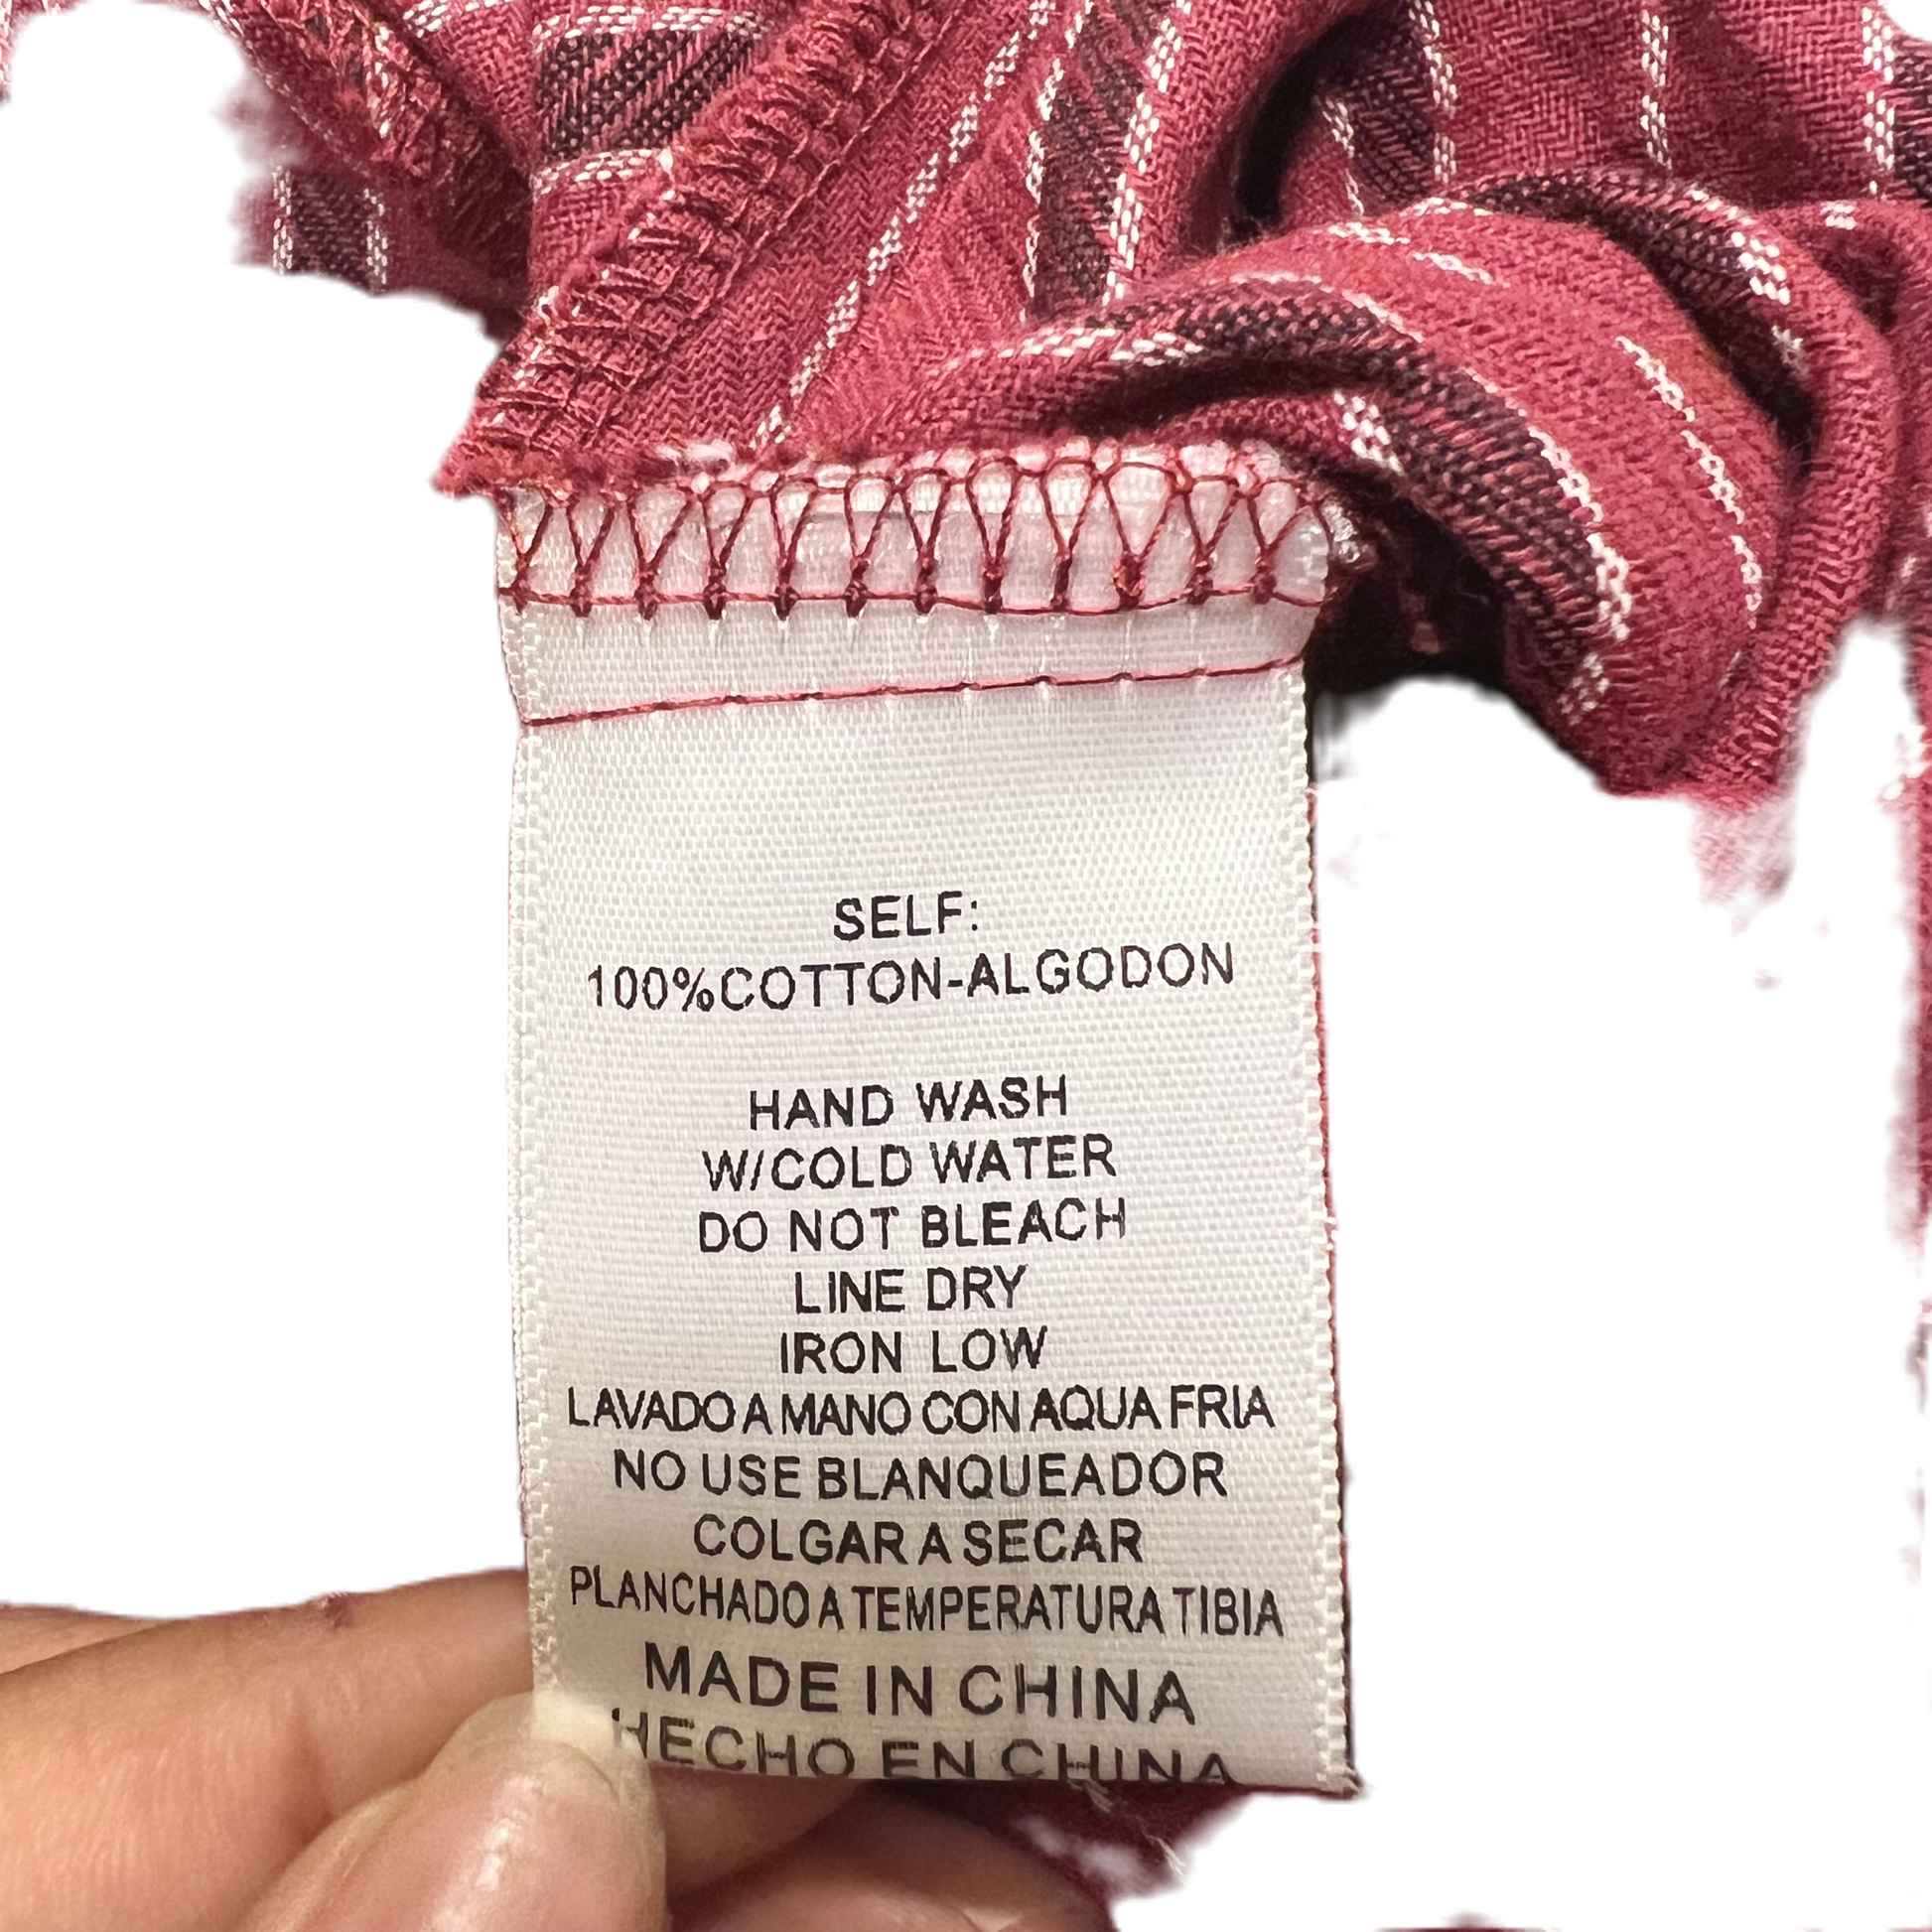 SELF:
100%COTTON-ALGODON
HAND WASH
W/COLD WATER
DO NOT BLEACH
LINE DRY
IRON LOW
LAVADO A MANO CON AQUA FRIA
NO USE BLANQUEADOR
COLGAR A SECAR
PLANCHADO A TEMPERATURA TIBIA
MADE IN CHINA
HECHO EN CHINA